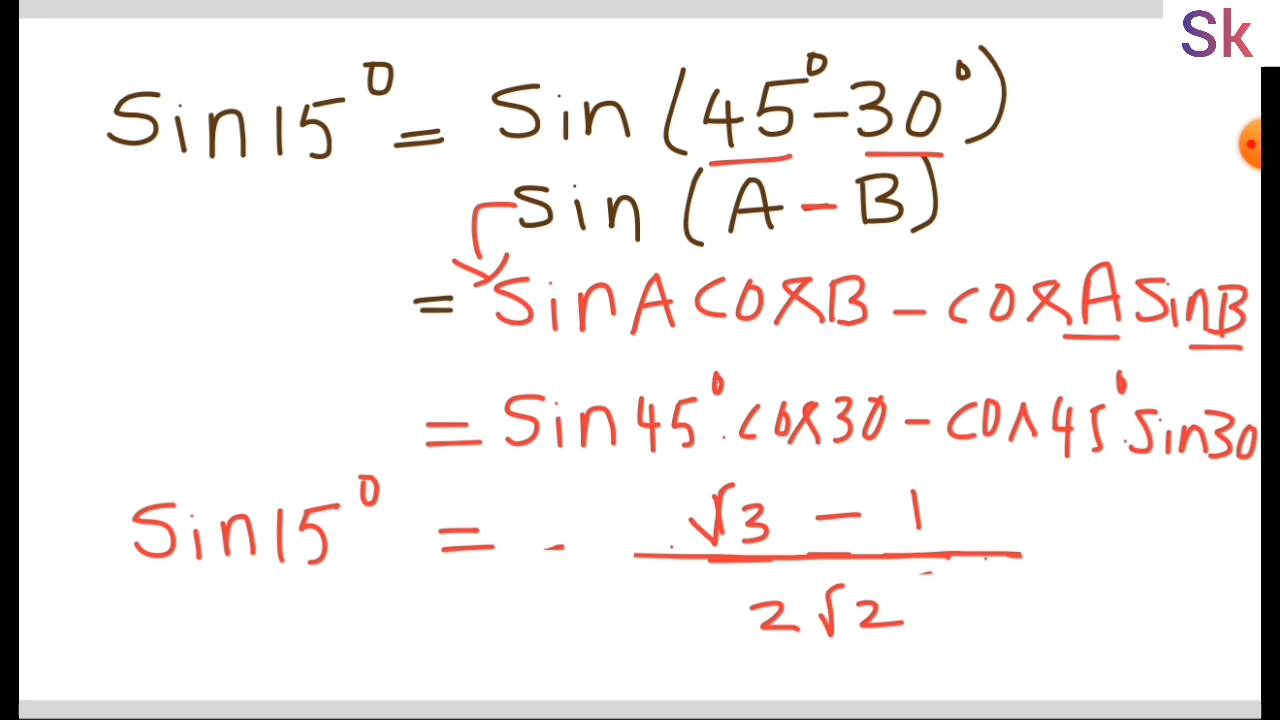 Sk
Sin15° = Sin(45°-30°)
Sin(A-B)
= SinACosB - CosASinB
= Sin45°.Cos30 - Cos45°.Sin30
Sin15° = √3 - 1
2√2